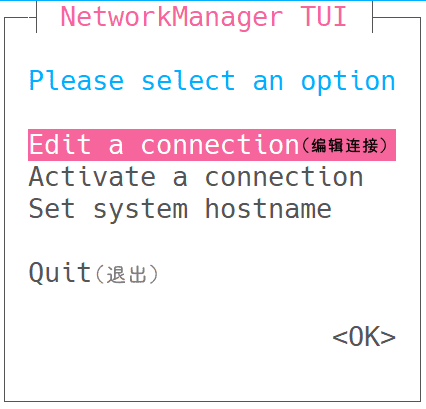 NetworkManager TUI
Please select an option
Edit a connection(编辑连接)
Activate a connection
Set system hostname
Quit(退出)
<OK>